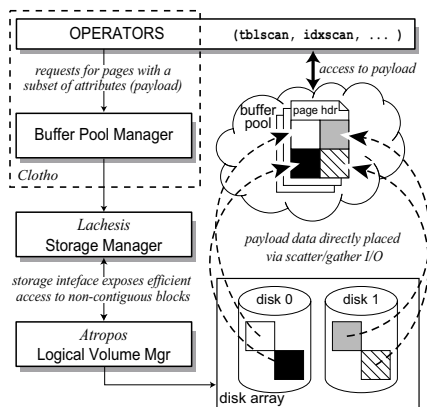 OPERATORS (tblscan, idxscan, ... )
requests for pages with a
subset of attributes (payload)
access to payload
buffer
pool
page hdr
Buffer Pool Manager
Clotho
Lachesis
Storage Manager
payload data directly placed
via scatter/gather I/O
storage inteface exposes efficient
access to non-contiguous blocks
disk 0
disk 1
Atropos
Logical Volume Mgr
disk array